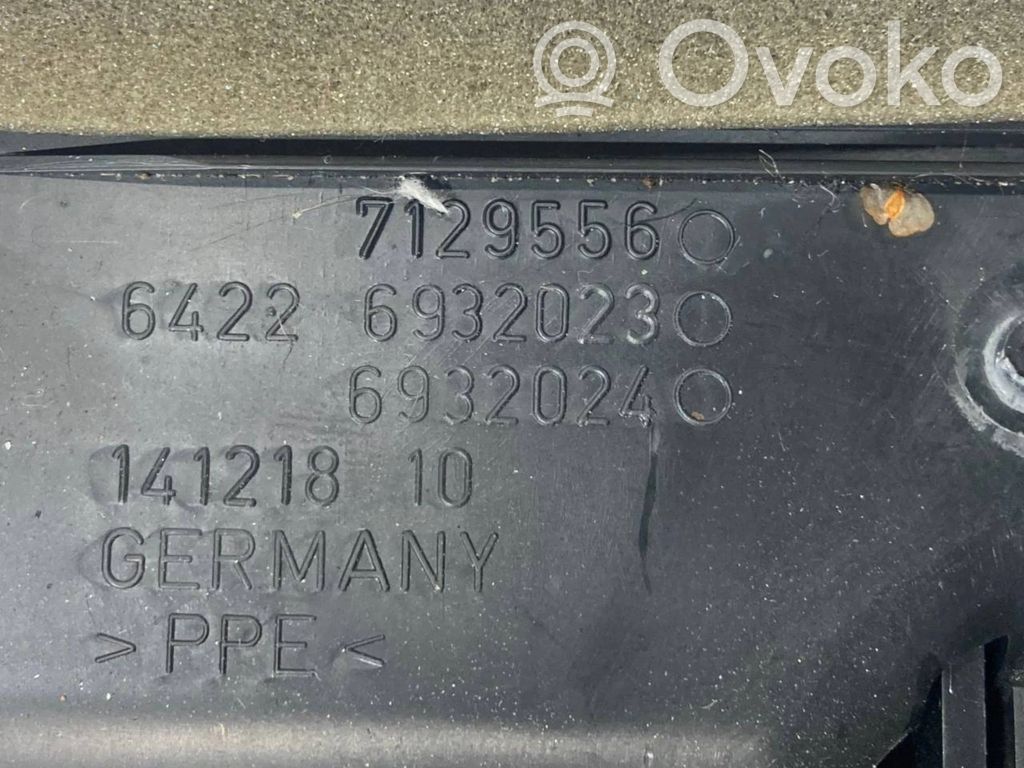 Ovoko
7129556
6422 6932023
6932024
141218 10
GERMANY
> PPE <